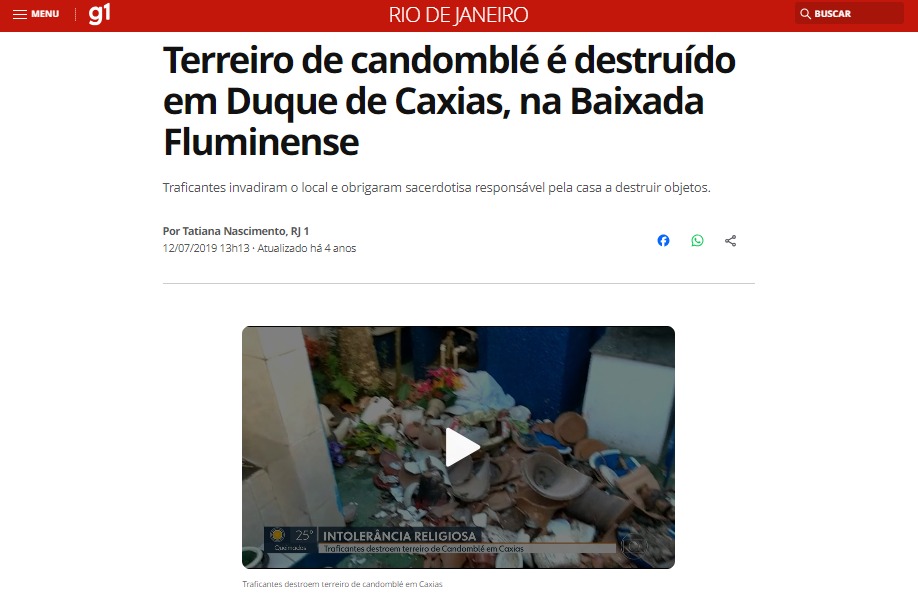 MENU
g1
RIO DE JANEIRO
BUSCAR
Terreiro de candomblé é destruído
em Duque de Caxias, na Baixada
Fluminense
Traficantes invadiram o local e obrigaram sacerdotisa responsável pela casa a destruir objetos.
Por Tatiana Nascimento, RJ 1
12/07/2019 13h13 · Atualizado há 4 anos
25°
Queimados
INTOLERÂNCIA RELIGIOSA
Traficantes destroem terreiro de Candomblé em Caxias
Traficantes destroem terreiro de candomblé em Caxias